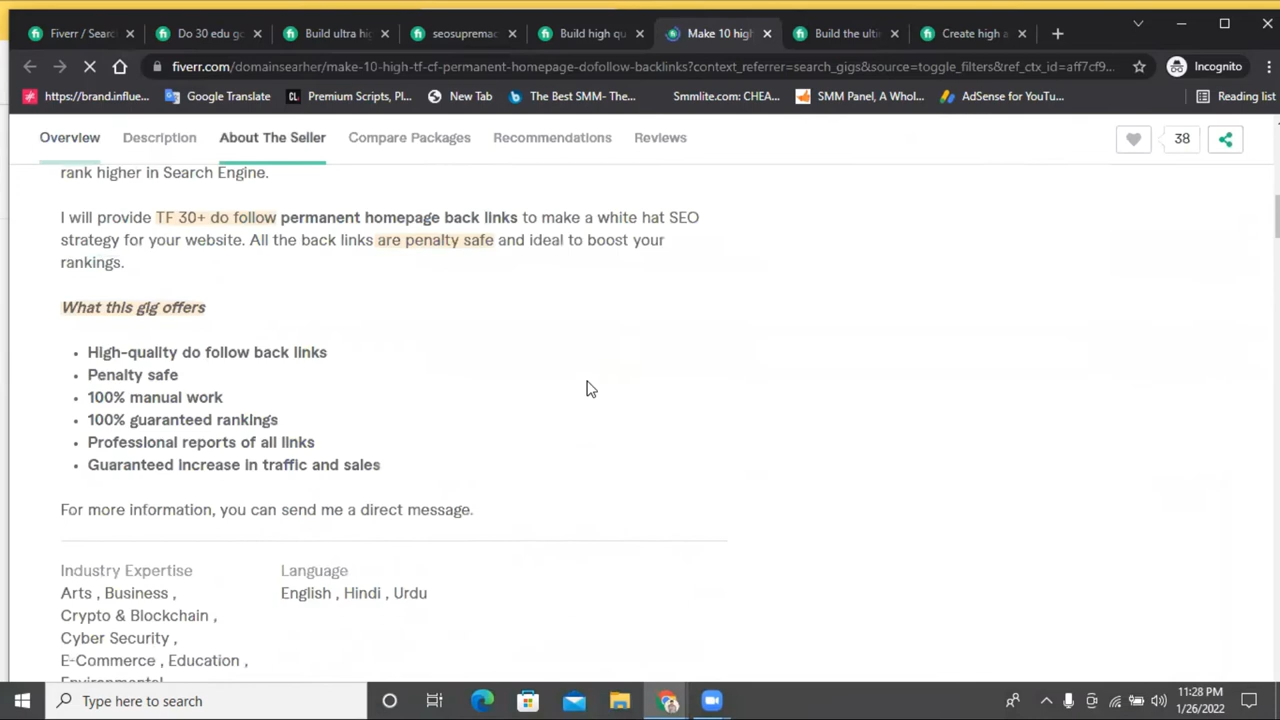 Fiverr / Sear
Do 30 edu g
Build ultra hi
seosupremac
Build high qu
Make 10 high
Build the ulti
Create high a
fiverr.com/domainsearher/make-10-high-tf-cf-permanent-homepage-dofollow-backlinks?context_referrer=search_gigs&source=toggle_filters&ref_ctx_id=aff7cf9...
Incognito
https://brand.influe...
Google Translate
Premium Scripts, Pl...
New Tab
The Best SMM- The...
Smmlite.com: CHEA...
SMM Panel, A Whol...
AdSense for YouTu...
Reading list
Overview
Description
About The Seller
Compare Packages
Recommendations
Reviews
38
rank higher in Search Engine.
I will provide TF 30+ do follow permanent homepage back links to make a white hat SEO
strategy for your website. All the back links are penalty safe and ideal to boost your
rankings.
What this gig offers
• High-quality do follow back links
• Penalty safe
• 100% manual work
• 100% guaranteed rankings
• Professional reports of all links
• Guaranteed increase in traffic and sales
For more information, you can send me a direct message.
Industry Expertise
Arts , Business ,
Crypto & Blockchain ,
Cyber Security ,
E-Commerce , Education ,
Language
English , Hindi , Urdu
Type here to search
11:28 PM
1/26/2022